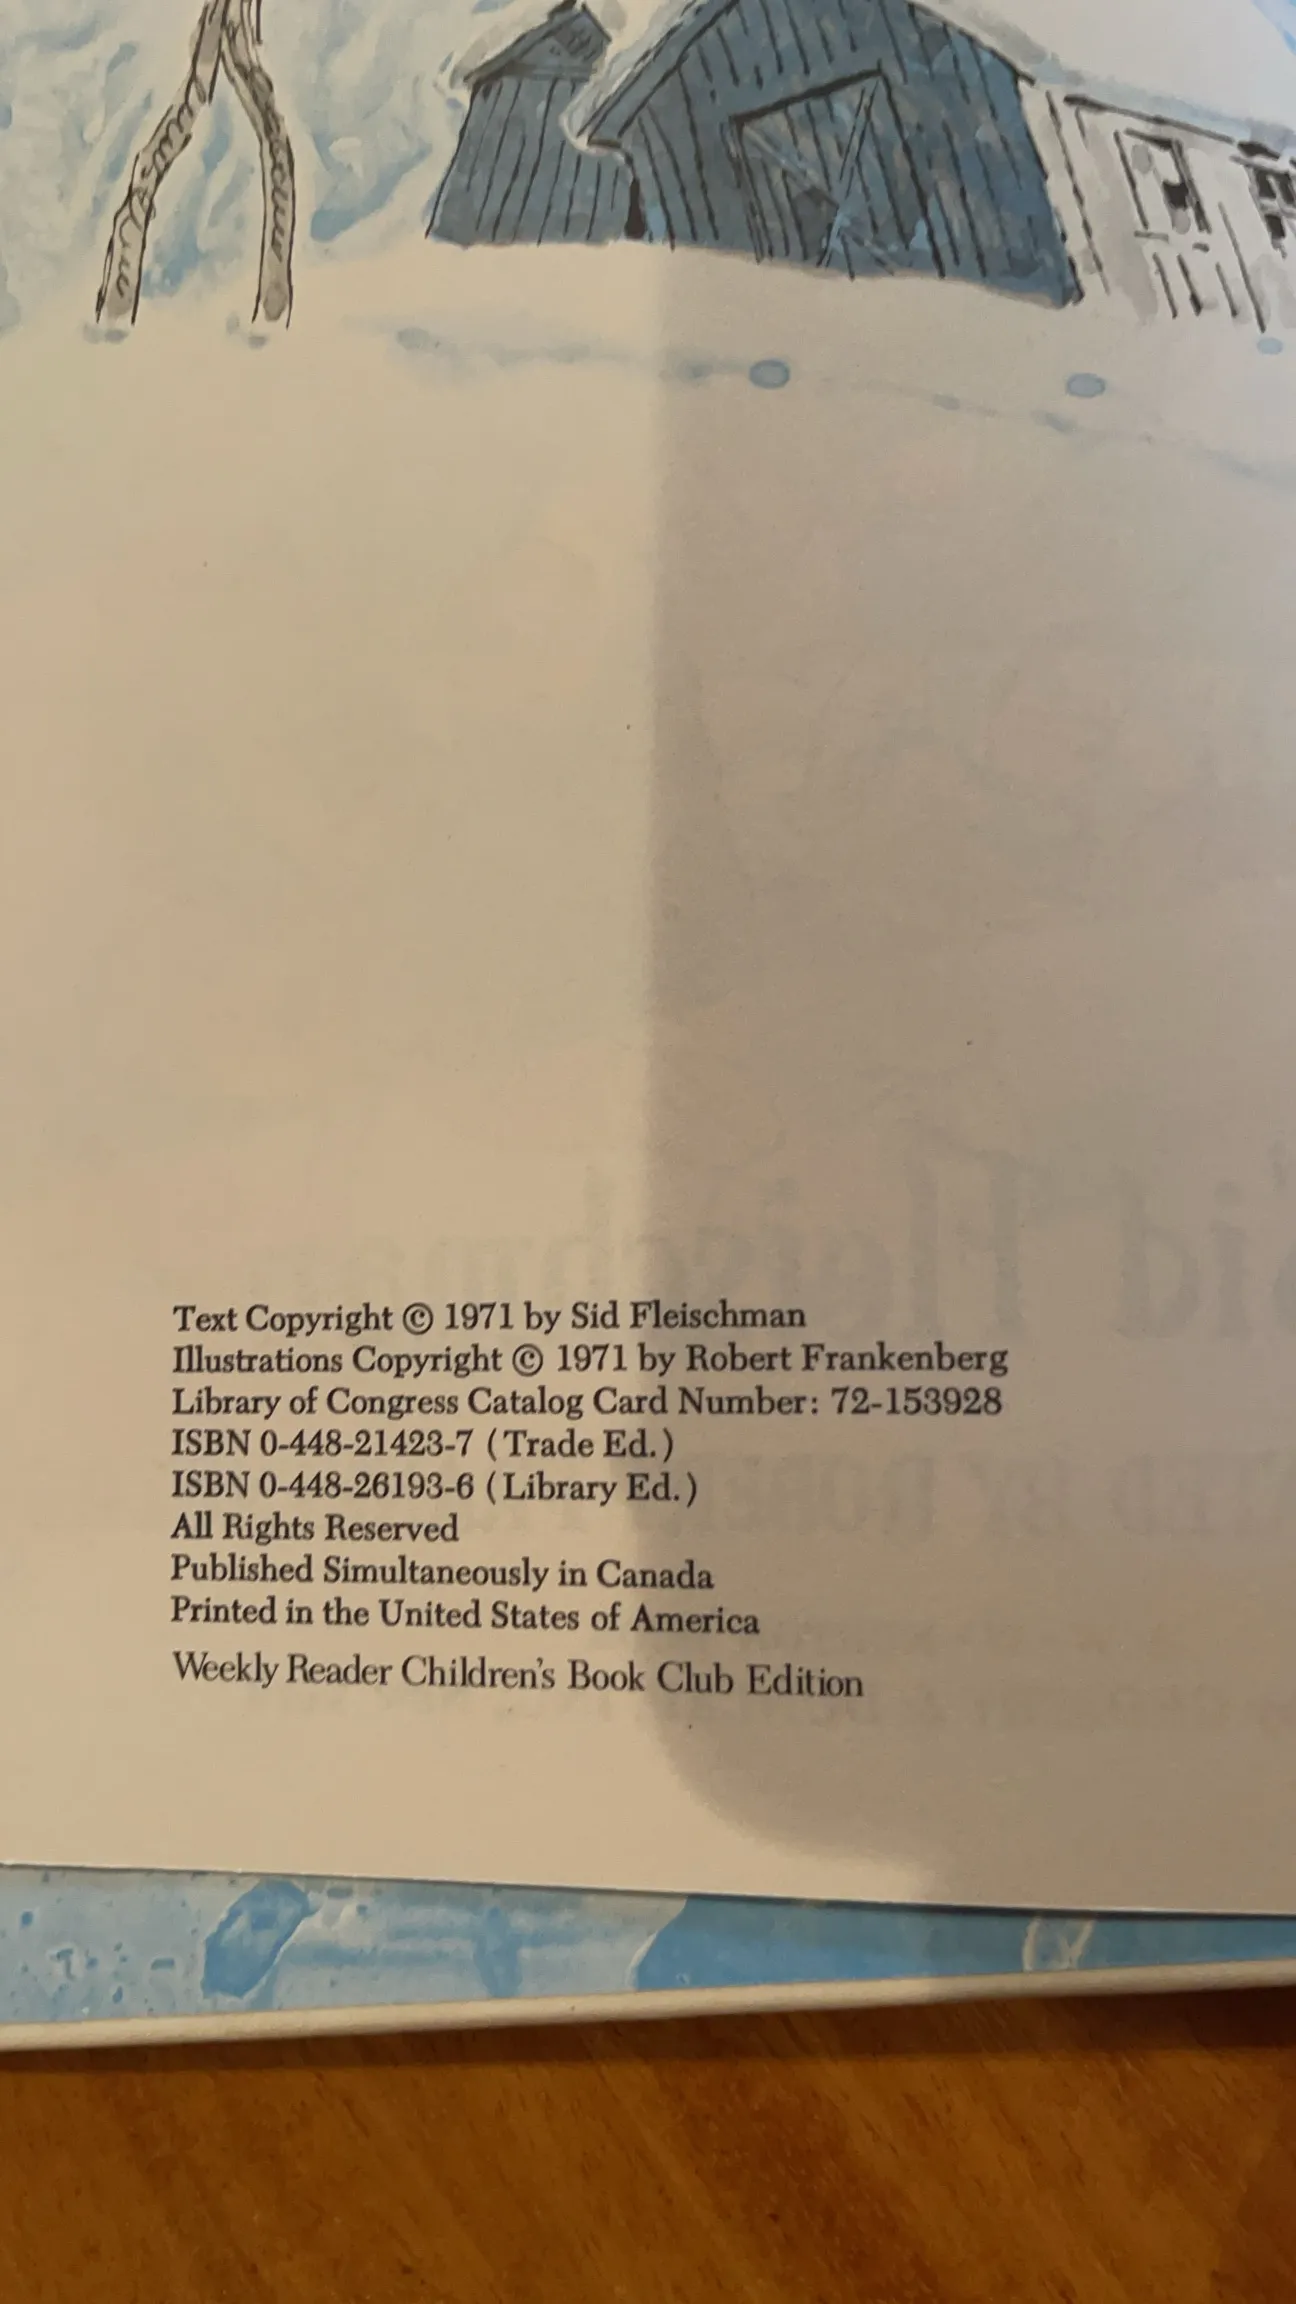 Text Copyright © 1971 by Sid Fleischman
Illustrations Copyright © 1971 by Robert Frankenberg
Library of Congress Catalog Card Number: 72-153928
ISBN 0-448-21423-7 (Trade Ed.)
ISBN 0-448-26193-6 (Library Ed.)
All Rights Reserved
Published Simultaneously in Canada
Printed in the United States of America
Weekly Reader Children's Book Club Edition